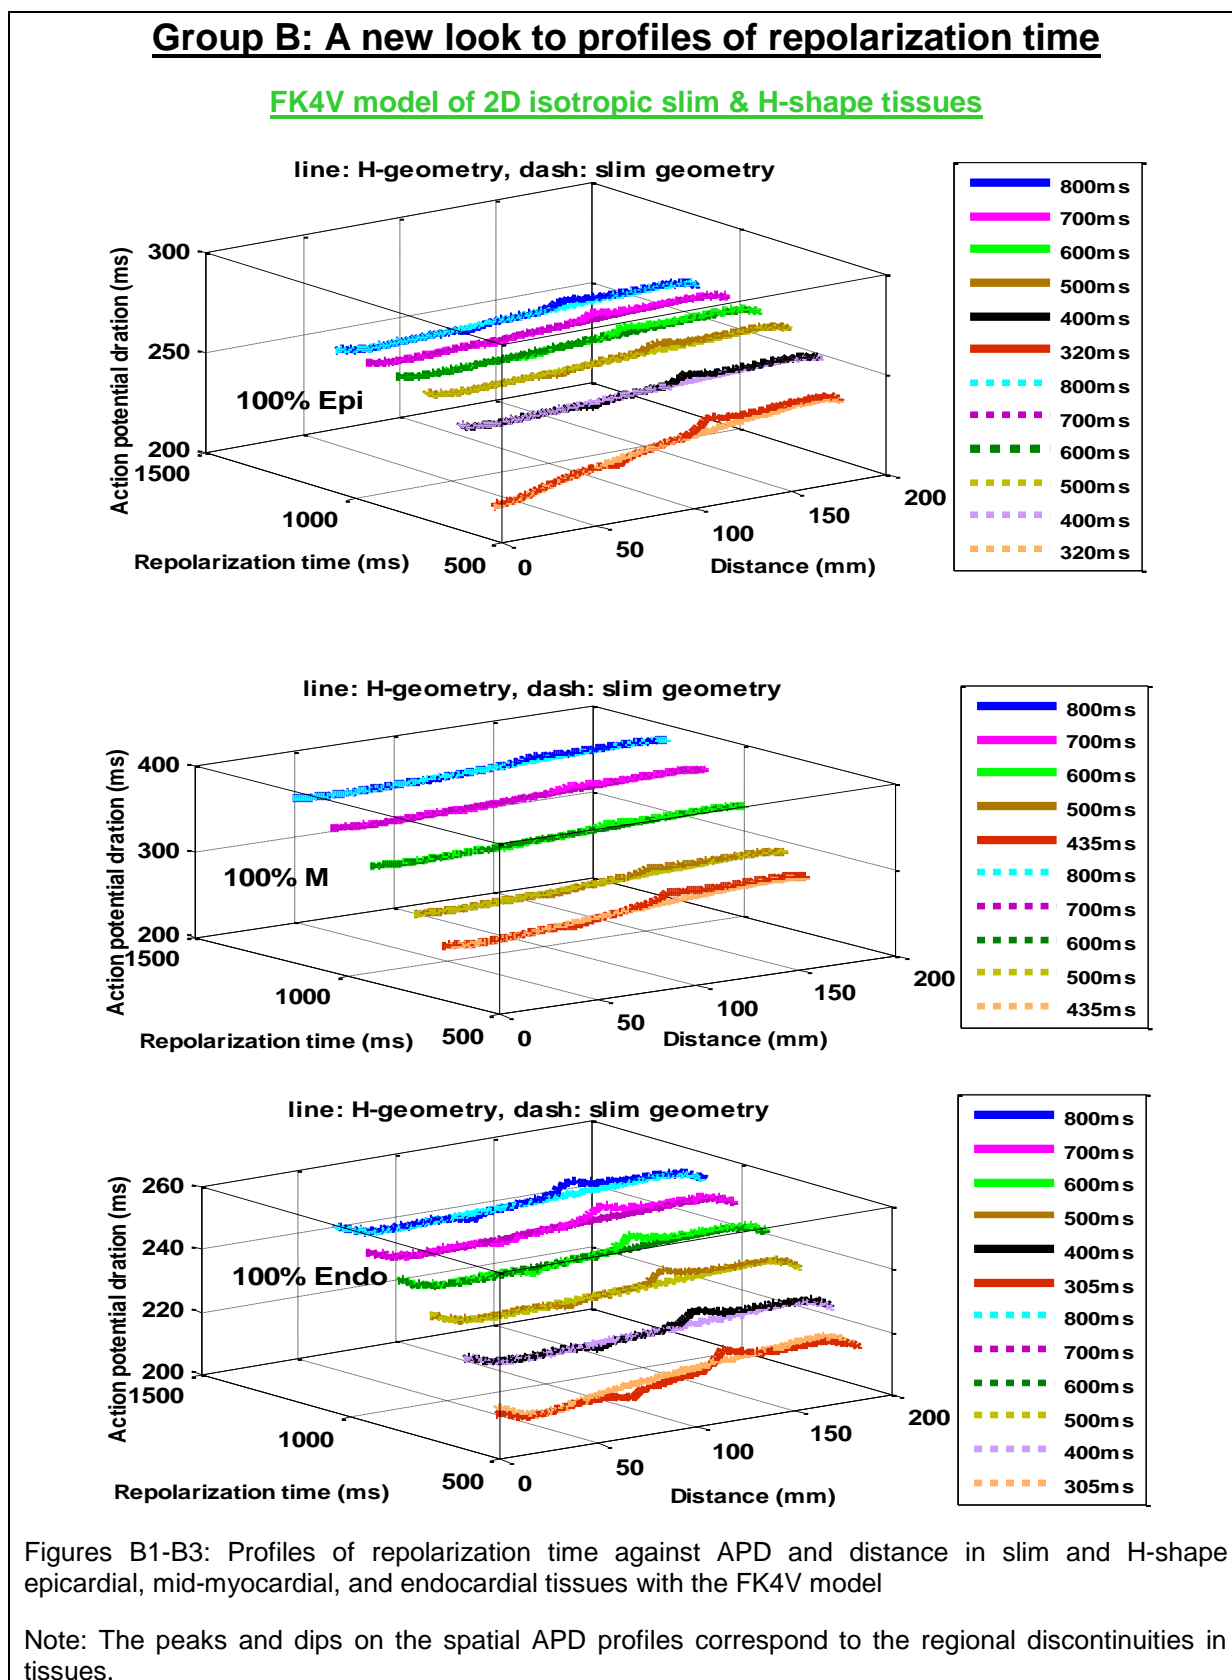 Group B: A new look to profiles of repolarization time
FK4V model of 2D isotropic slim & H-shape tissues
line: H-geometry, dash: slim geometry
300
250
200
Action potential dration (ms)
100% Epi
1500
1000
500
Repolarization time (ms)
0
50
100
150
200
Distance (mm)
800ms
700ms
600ms
500ms
400ms
320ms
800ms
700ms
600ms
500ms
400ms
320ms
line: H-geometry, dash: slim geometry
400
300
200
Action potential dration (ms)
100% M
1500
1000
500
Repolarization time (ms)
0
50
100
150
200
Distance (mm)
800ms
700ms
600ms
500ms
435ms
800ms
700ms
600ms
500ms
435ms
line: H-geometry, dash: slim geometry
260
240
220
200
Action potential dration (ms)
100% Endo
1500
1000
500
Repolarization time (ms)
0
50
100
150
200
Distance (mm)
800ms
700ms
600ms
500ms
400ms
305ms
800ms
700ms
600ms
500ms
400ms
305ms
Figures B1-B3: Profiles of repolarization time against APD and distance in slim and H-shape
epicardial, mid-myocardial, and endocardial tissues with the FK4V model
Note: The peaks and dips on the spatial APD profiles correspond to the regional discontinuities in
tissues.